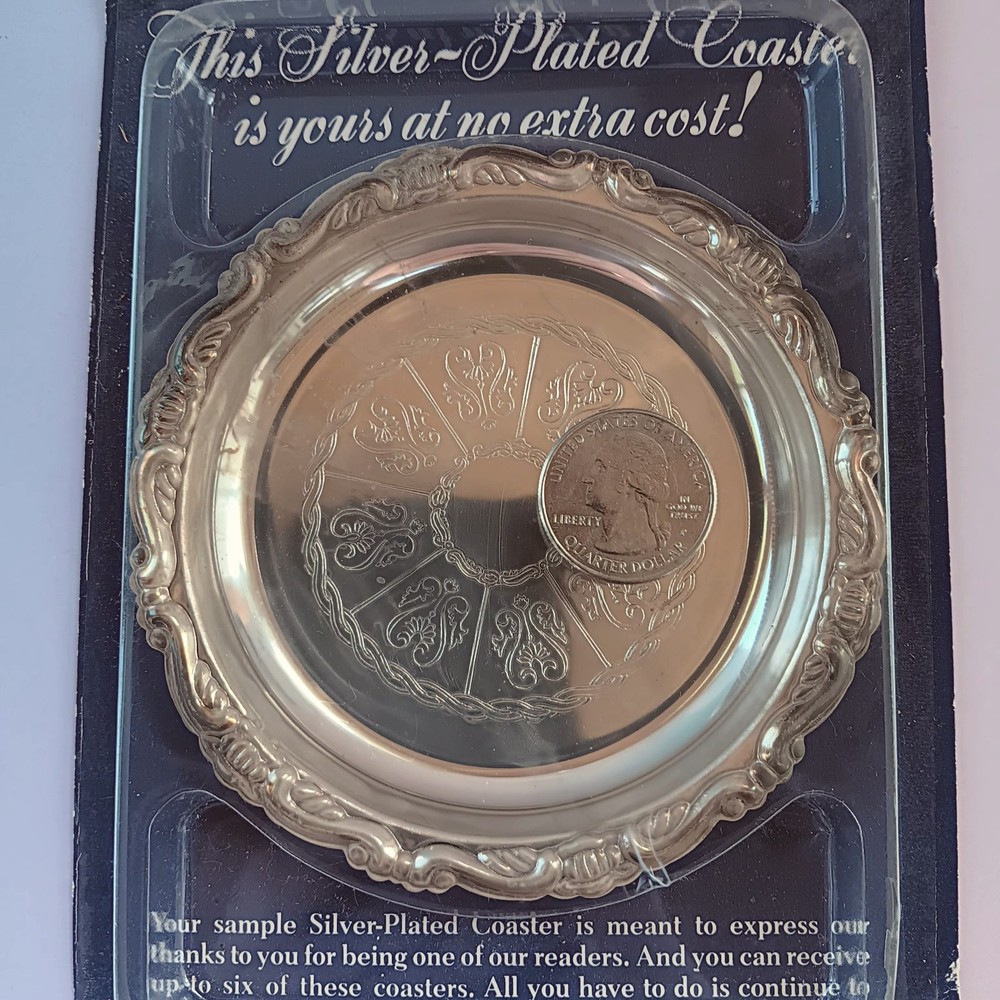 This Silver~Plated Coaster
is yours at no extra cost!
UNITED STATES OF AMERICA
LIBERTY
IN
GOD WE
TRUST
QUARTER DOLLAR
Your sample Silver-Plated Coaster is meant to express our
thanks to you for being one of our readers. And you can receive
up to six of these coasters. All you have to do is continue to